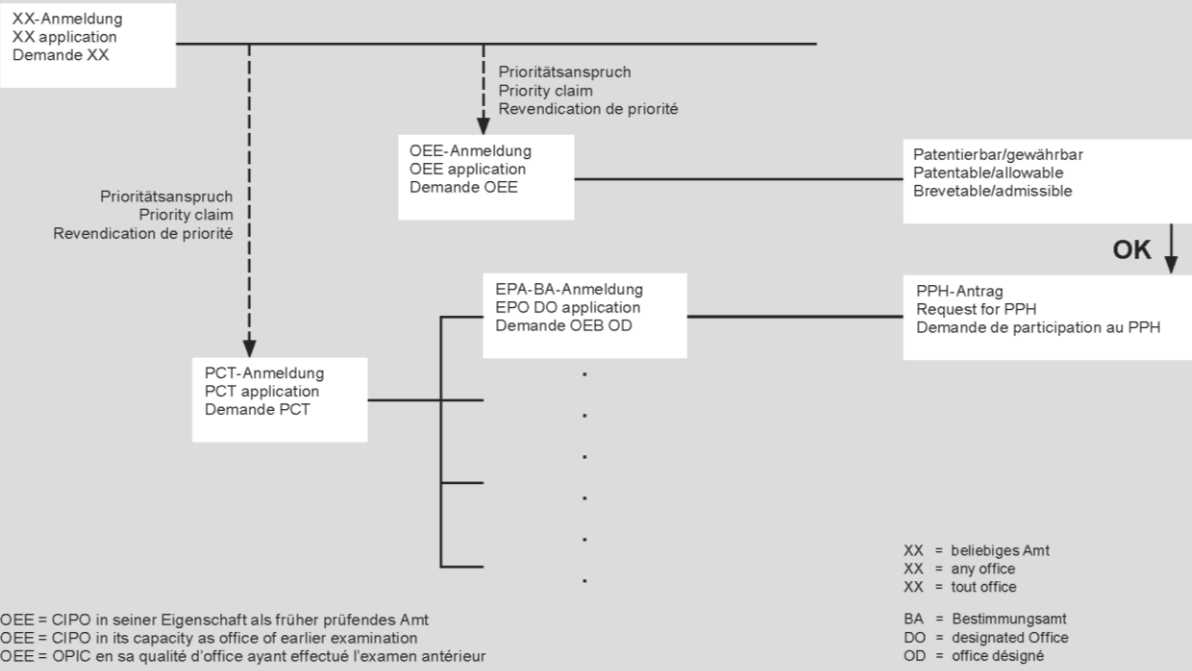 XX-Anmeldung
XX application
Demande XX
Prioritätsanspruch
Priority claim
Revendication de priorité
OEE-Anmeldung
OEE application
Demande OEE
Patentierbar/gewährbar
Patentable/allowable
Brevetable/admissible
Prioritätsanspruch
Priority claim
Revendication de priorité
OK
EPA-BA-Anmeldung
EPO DO application
Demande OEB OD
PPH-Antrag
Request for PPH
Demande de participation au PPH
PCT-Anmeldung
PCT application
Demande PCT
XX = beliebiges Amt
XX = any office
XX = tout office
OEE = CIPO in seiner Eigenschaft als früher prüfendes Amt
OEE = CIPO in its capacity as office of earlier examination
OEE = OPIC en sa qualité d'office ayant effectué l'examen antérieur
BA = Bestimmungsamt
DO = designated Office
OD = office désigné